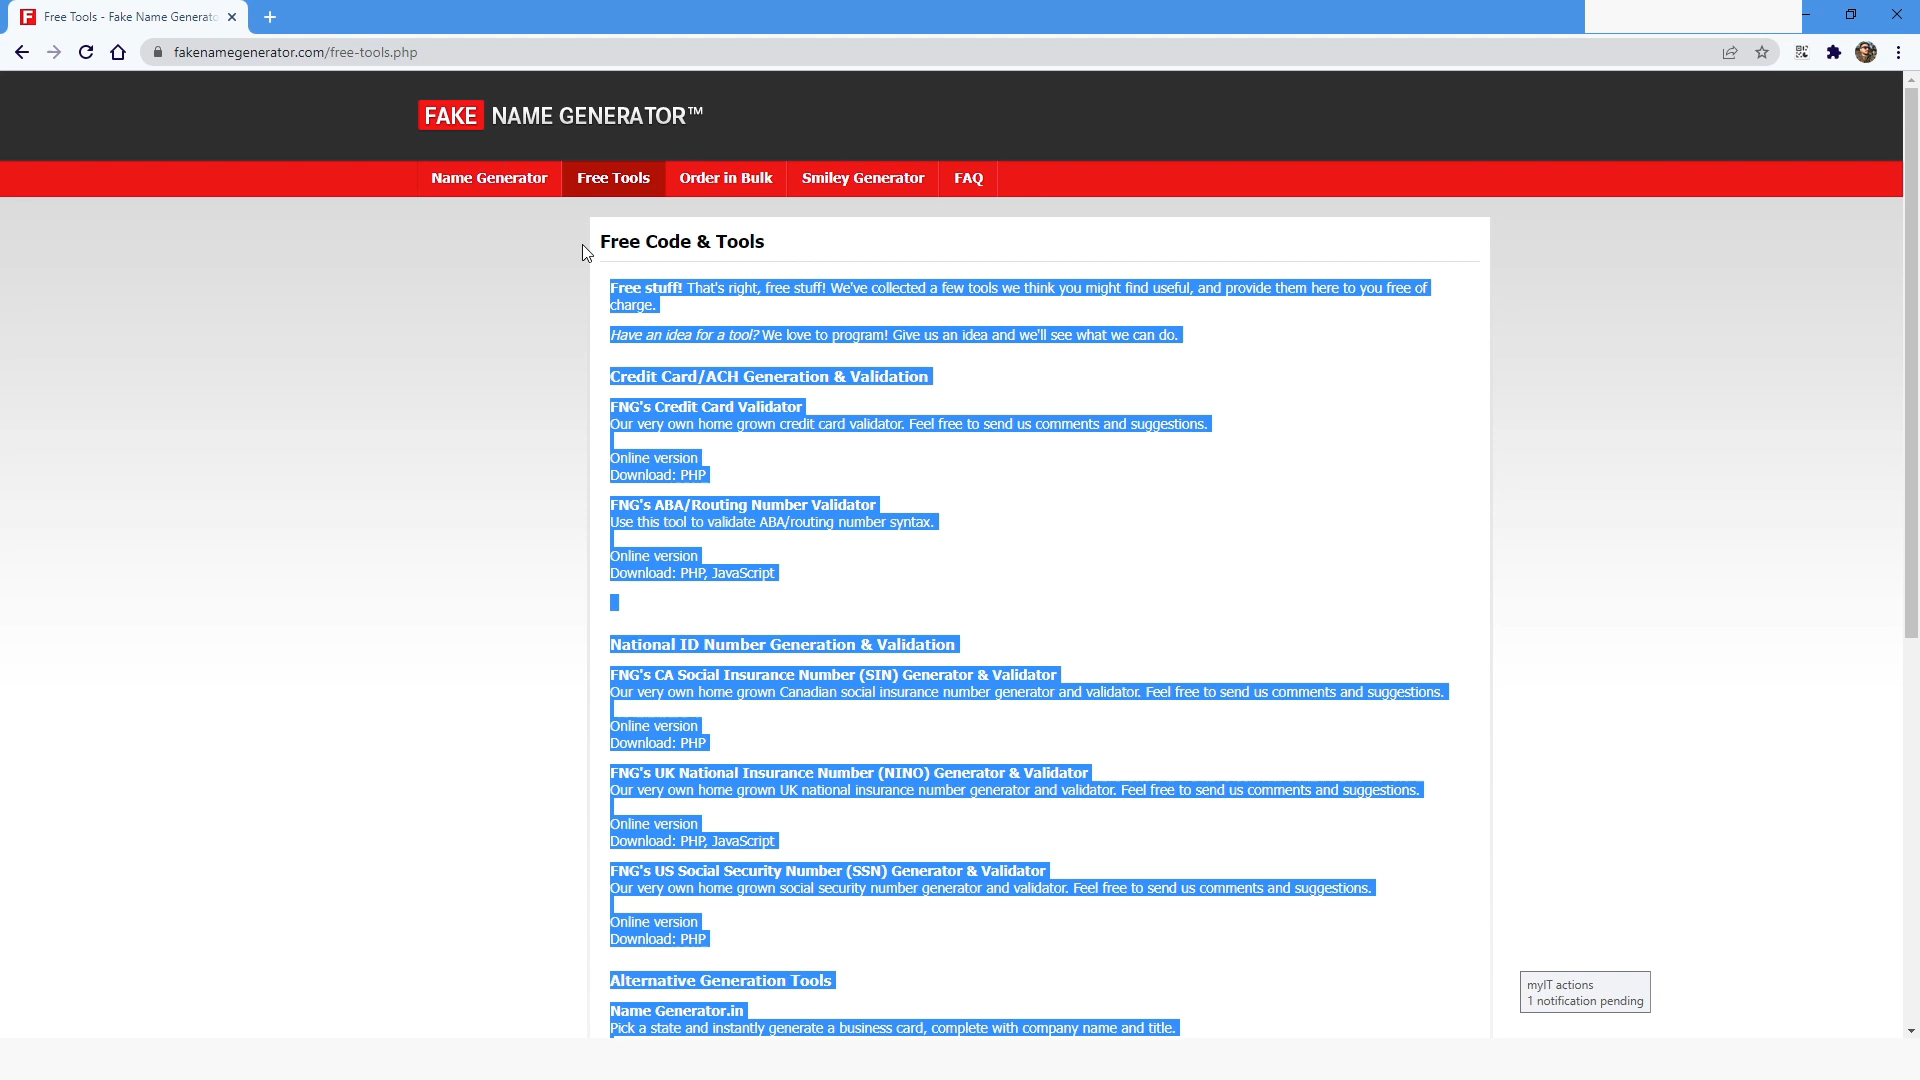 Free Tools - Fake Name Generato
fakenamegenerator.com/free-tools.php
FAKE NAME GENERATOR™
Name Generator Free Tools Order in Bulk Smiley Generator FAQ
Free Code & Tools
Free stuff! That's right, free stuff! We've collected a few tools we think you might find useful, and provide them here to you free of
charge.
Have an idea for a tool? We love to program! Give us an idea and we'll see what we can do.
Credit Card/ACH Generation & Validation
FNG's Credit Card Validator
Our very own home grown credit card validator. Feel free to send us comments and suggestions.
Online version
Download: PHP
FNG's ABA/Routing Number Validator
Use this tool to validate ABA/routing number syntax.
Online version
Download: PHP, JavaScript
National ID Number Generation & Validation
FNG's CA Social Insurance Number (SIN) Generator & Validator
Our very own home grown Canadian social insurance number generator and validator. Feel free to send us comments and suggestions.
Online version
Download: PHP
FNG's UK National Insurance Number (NINO) Generator & Validator
Our very own home grown UK national insurance number generator and validator. Feel free to send us comments and suggestions.
Online version
Download: PHP, JavaScript
FNG's US Social Security Number (SSN) Generator & Validator
Our very own home grown social security number generator and validator. Feel free to send us comments and suggestions.
Online version
Download: PHP
Alternative Generation Tools
Name Generator.in
Pick a state and instantly generate a business card, complete with company name and title.
myIT actions
1 notification pending